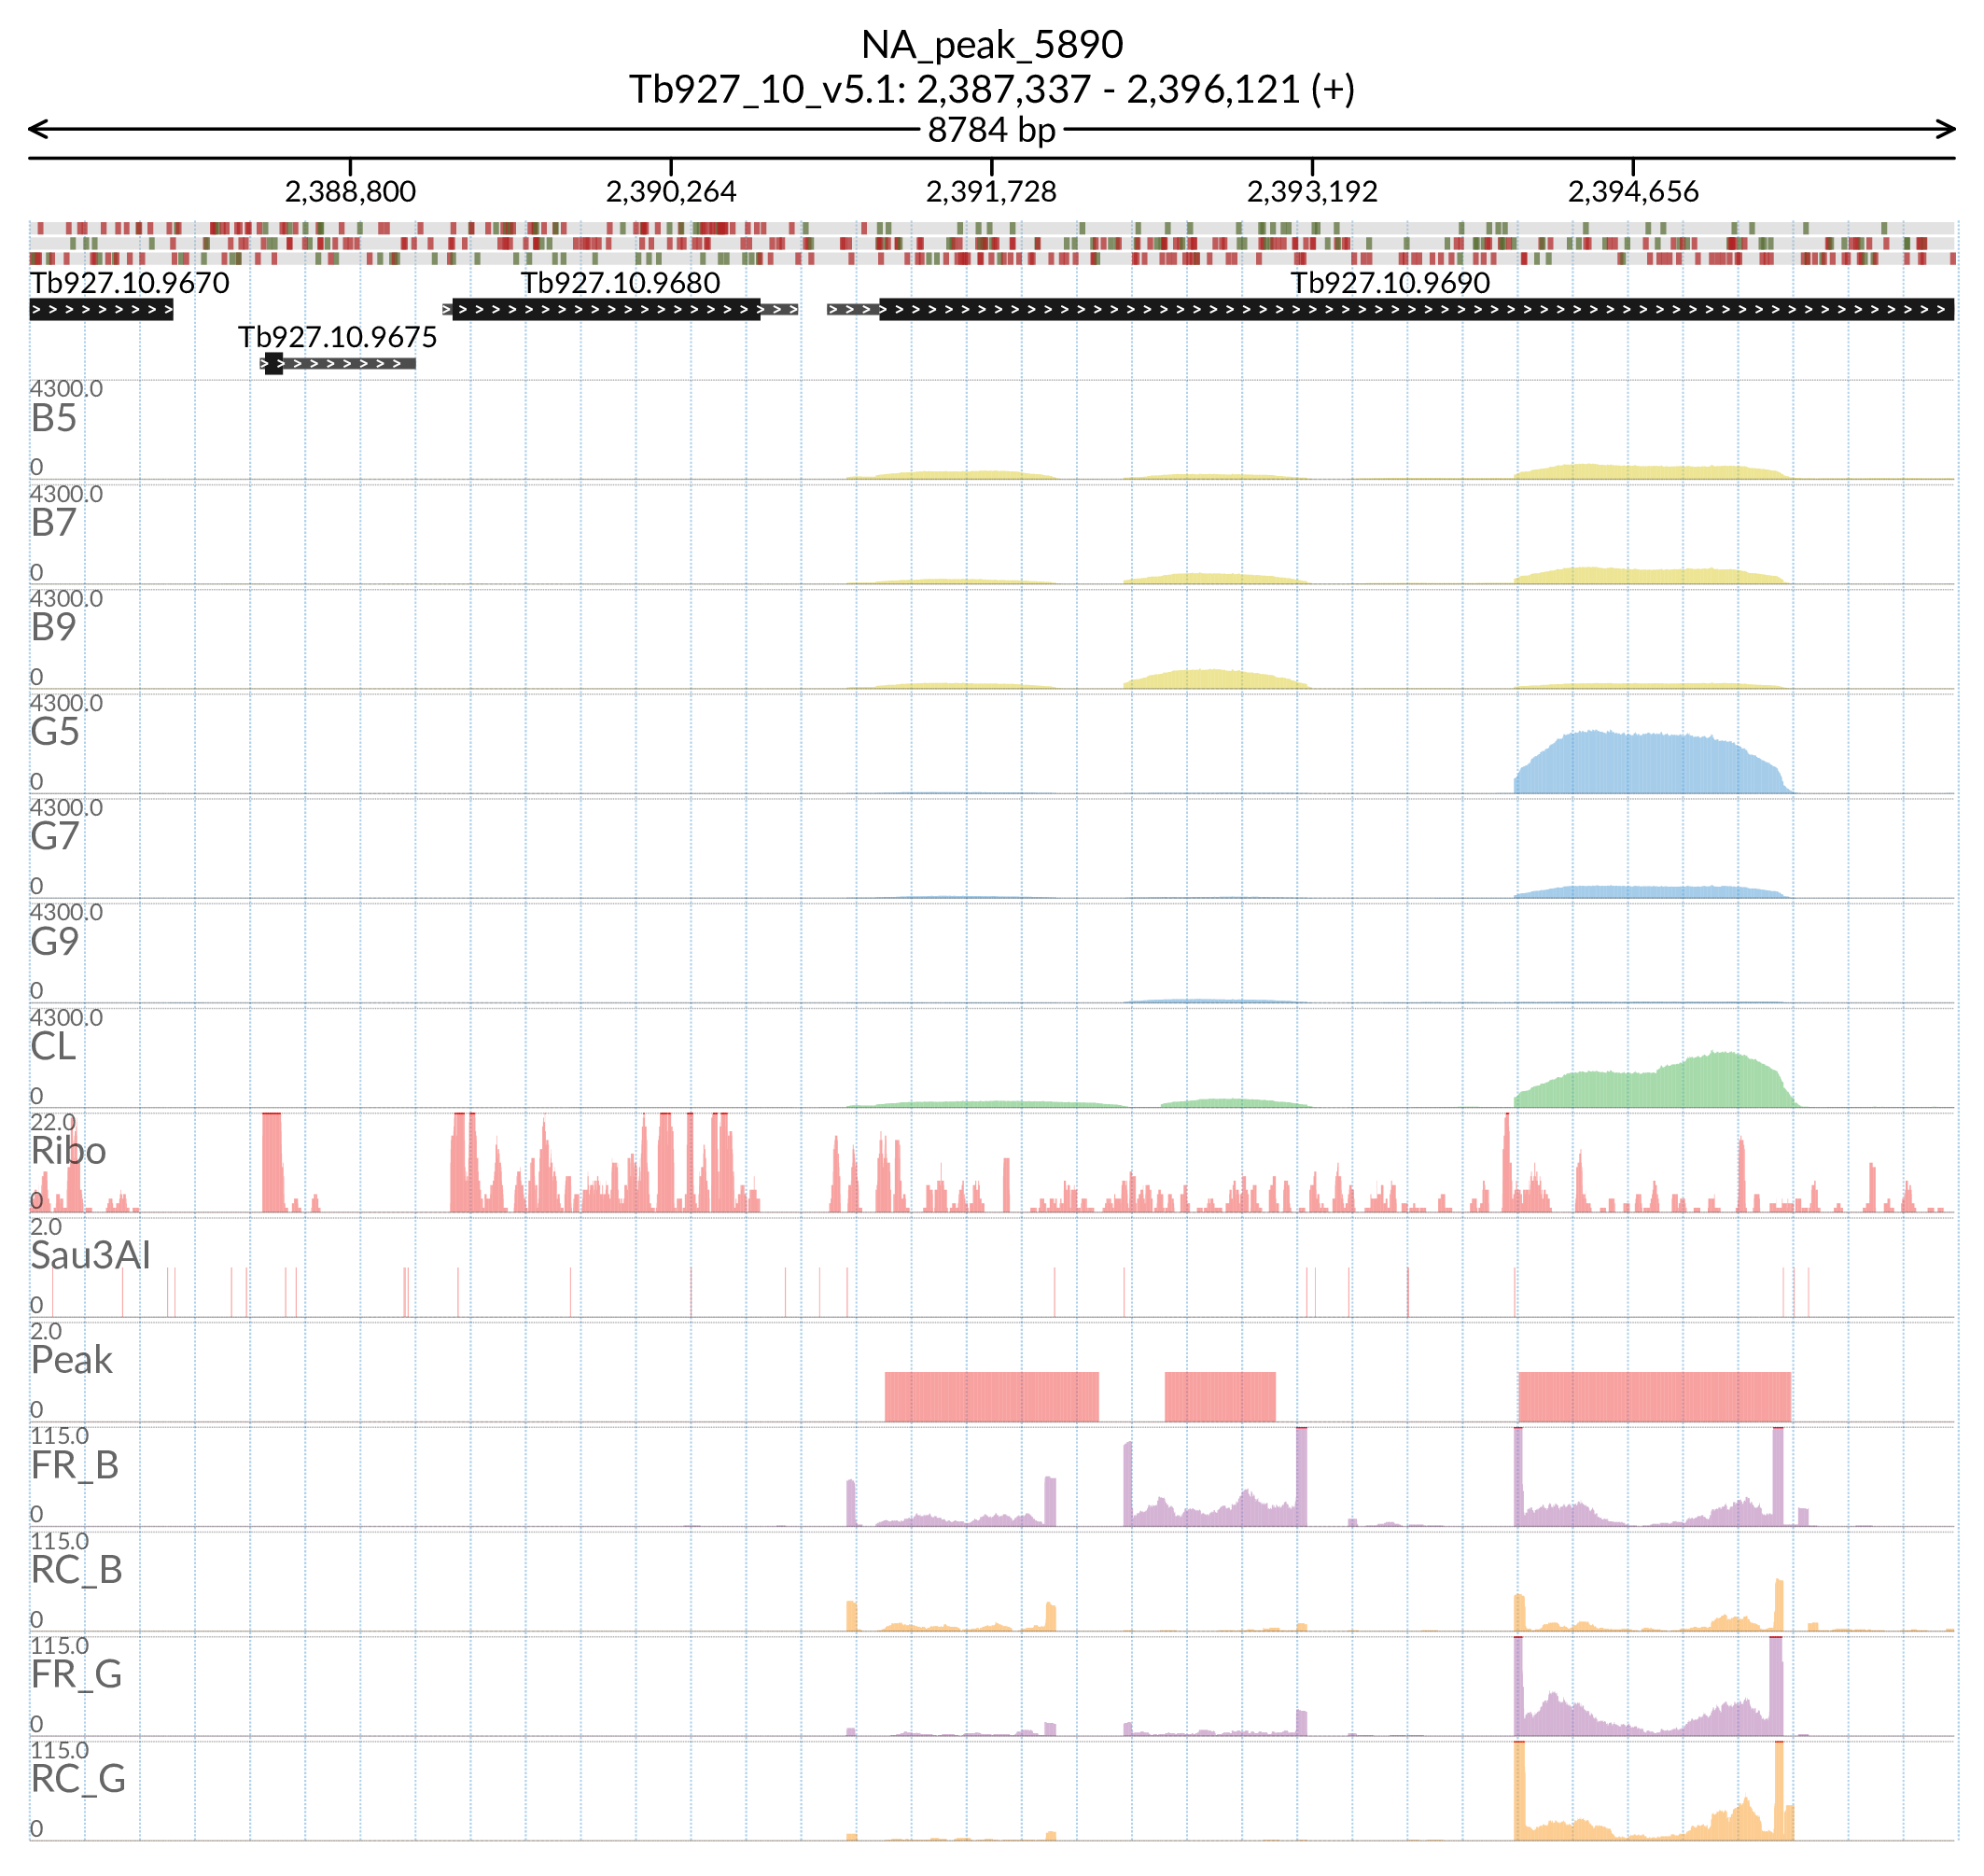 NA_peak_5890
Tb927_10_v5.1: 2,387,337 - 2,396,121 (+)
8784 bp
2,388,800 2,390,264 2,391,728 2,393,192 2,394,656
Tb927.10.9670 Tb927.10.9680 Tb927.10.9690
Tb927.10.9675
4300.0
B5
0
4300.0
B7
0
4300.0
B9
0
4300.0
G5
0
4300.0
G7
0
4300.0
G9
0
4300.0
CL
0
22.0
Ribo
0
2.0
Sau3AI
0
2.0
Peak
0
115.0
FR_B
0
115.0
RC_B
0
115.0
FR_G
0
115.0
RC_G
0